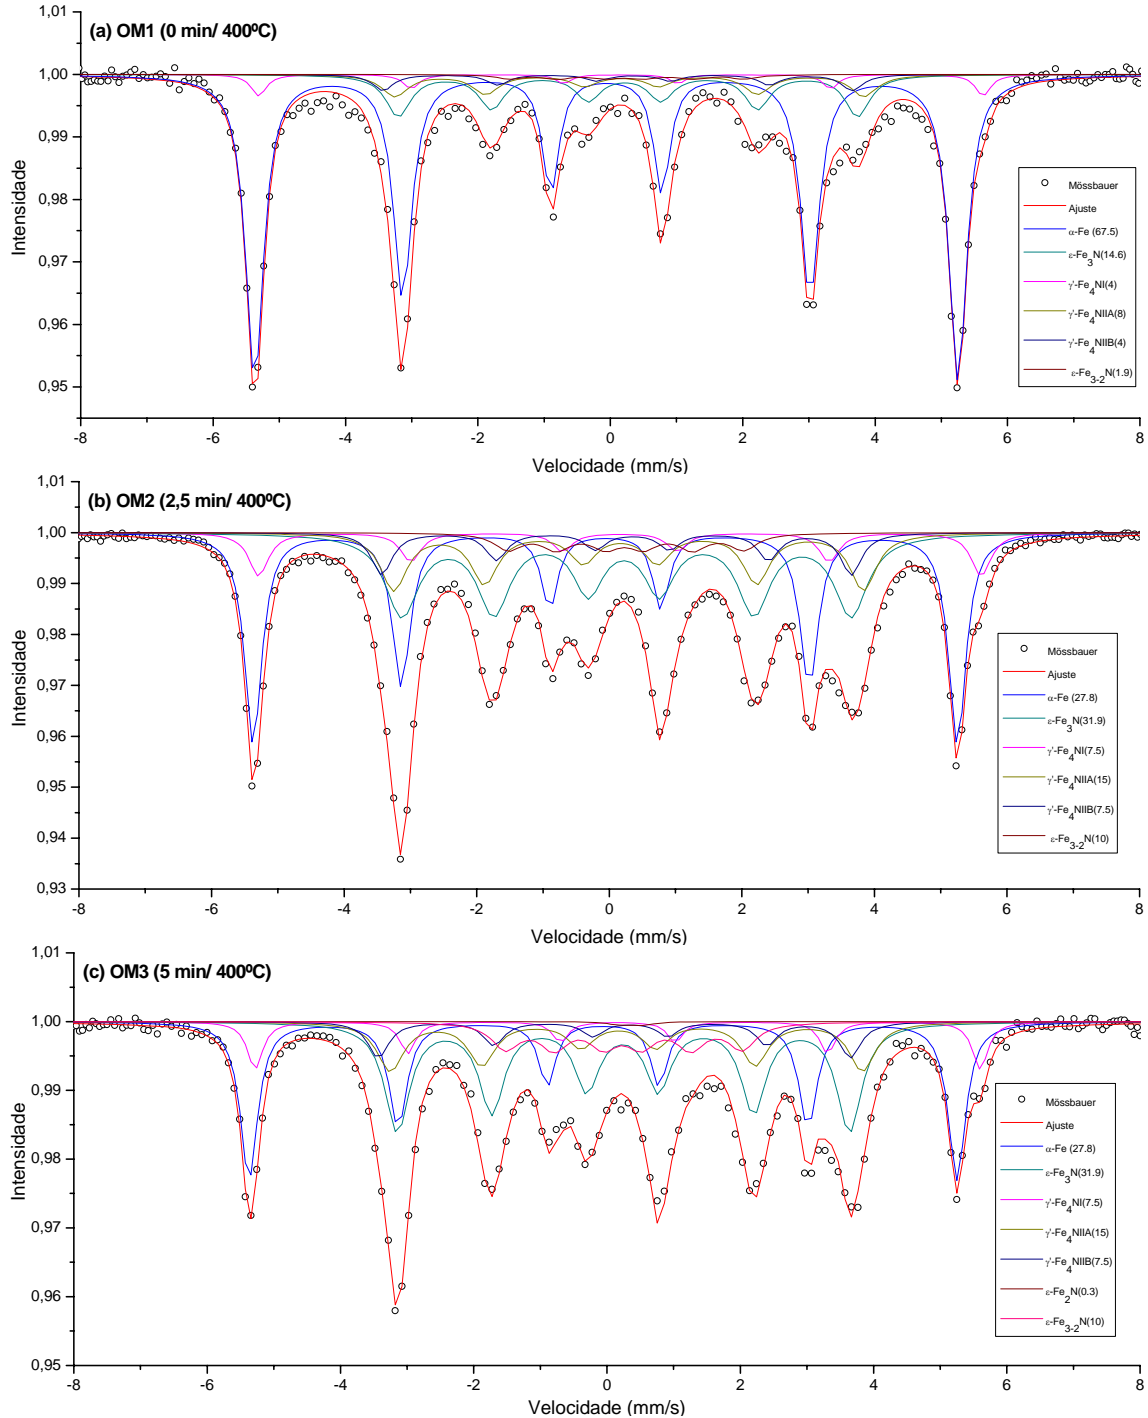 (a) OM1 (0 min/ 400ºC)
Intensidade
1,01
1,00
0,99
0,98
0,97
0,96
0,95
-8 -6 -4 -2 0 2 4 6 8
Velocidade (mm/s)
Mössbauer
Ajuste
α-Fe (67.5)
ε-Fe3N(14.6)
γ'-Fe4NI(4)
γ'-Fe4NIIA(8)
γ'-Fe4NIIB(4)
ε-Fe3-2N(1.9)
(b) OM2 (2,5 min/ 400ºC)
Intensidade
1,01
1,00
0,99
0,98
0,97
0,96
0,95
0,94
0,93
-8 -6 -4 -2 0 2 4 6 8
Velocidade (mm/s)
Mössbauer
Ajuste
α-Fe (27.8)
ε-Fe3N(31.9)
γ'-Fe4NI(7.5)
γ'-Fe4NIIA(15)
γ'-Fe4NIIB(7.5)
ε-Fe3-2N(10)
(c) OM3 (5 min/ 400ºC)
Intensidade
1,01
1,00
0,99
0,98
0,97
0,96
0,95
-8 -6 -4 -2 0 2 4 6 8
Velocidade (mm/s)
Mössbauer
Ajuste
α-Fe (27.8)
ε-Fe3N(31.9)
γ'-Fe4NI(7.5)
γ'-Fe4NIIA(15)
γ'-Fe4NIIB(7.5)
ε-Fe2N(0.3)
ε-Fe3-2N(10)